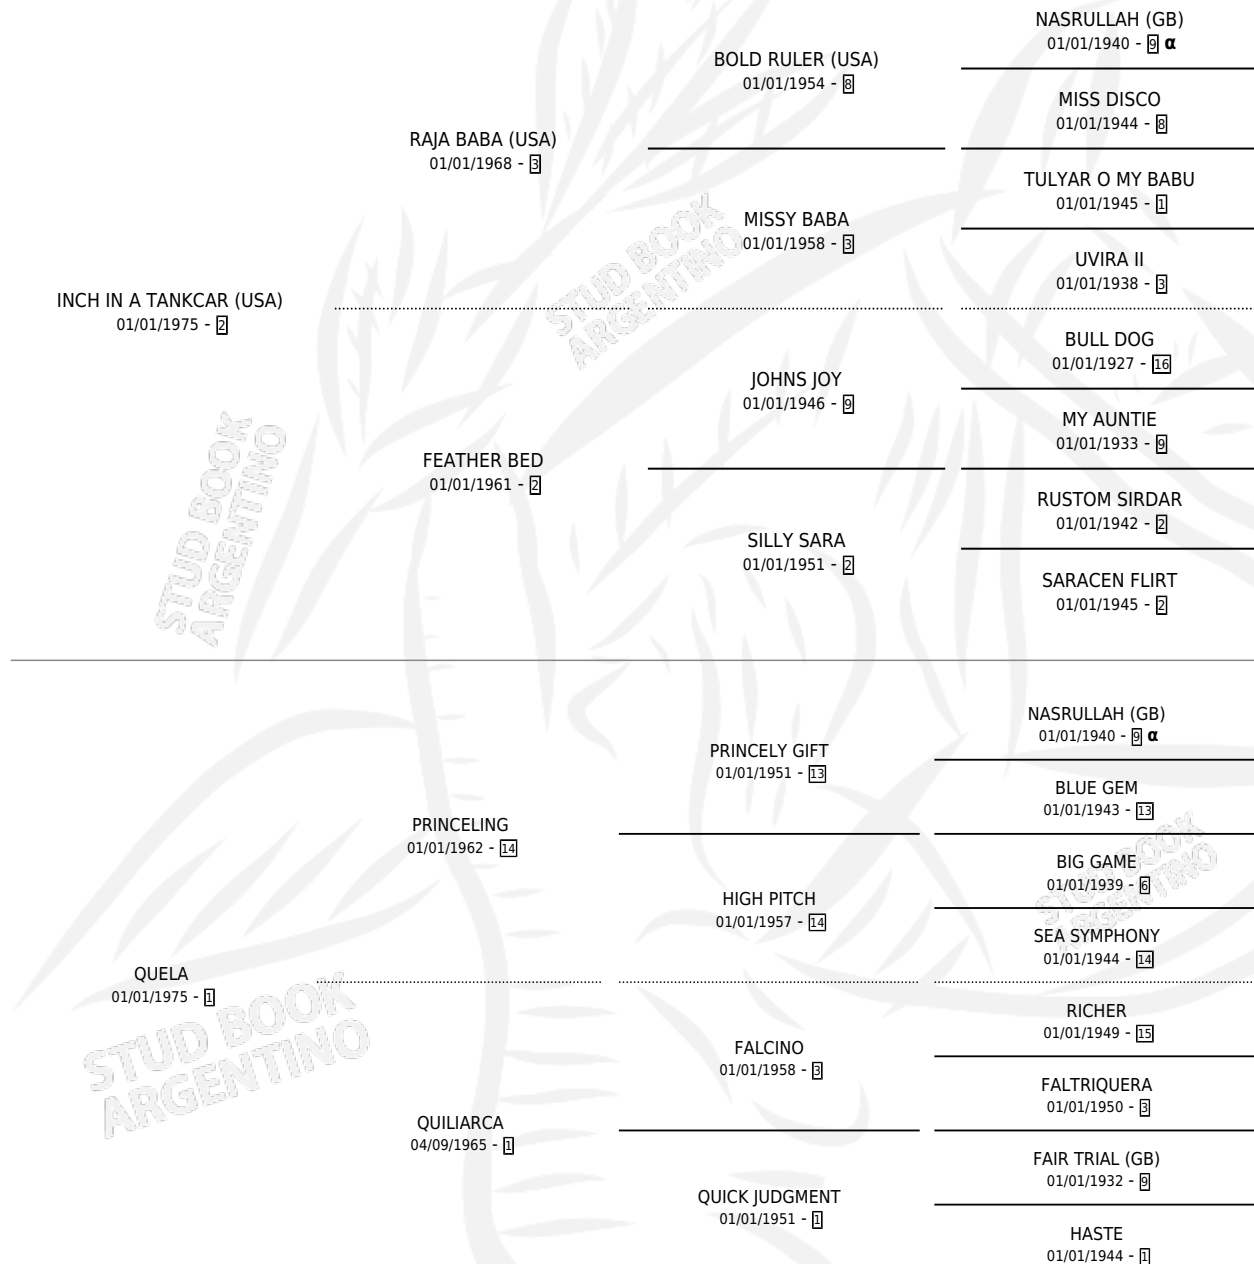 NASRULLAH (GB)
01/01/1940 - 9 α
BOLD RULER (USA)
01/01/1954 - 8
MISS DISCO
01/01/1944 - 8
RAJA BABA (USA)
01/01/1968 - 3
TULYAR O MY BABU
01/01/1945 - 1
MISSY BABA
01/01/1958 - 3
UVIRA II
01/01/1938 - 3
INCH IN A TANKCAR (USA)
01/01/1975 - 2
BULL DOG
01/01/1927 - 16
JOHNS JOY
01/01/1946 - 9
MY AUNTIE
01/01/1933 - 9
FEATHER BED
01/01/1961 - 2
RUSTOM SIRDAR
01/01/1942 - 2
SILLY SARA
01/01/1951 - 2
SARACEN FLIRT
01/01/1945 - 2
NASRULLAH (GB)
01/01/1940 - 9 α
PRINCELY GIFT
01/01/1951 - 13
BLUE GEM
01/01/1943 - 13
PRINCELING
01/01/1962 - 14
BIG GAME
01/01/1939 - 6
HIGH PITCH
01/01/1957 - 14
SEA SYMPHONY
01/01/1944 - 14
QUELA
01/01/1975 - 1
RICHER
01/01/1949 - 15
FALCINO
01/01/1958 - 3
FALTRIQUERA
01/01/1950 - 3
QUILIARCA
04/09/1965 - 1
FAIR TRIAL (GB)
01/01/1932 - 9
QUICK JUDGMENT
01/01/1951 - 1
HASTE
01/01/1944 - 1
STUD BOOK
ARGENTINO
STUD BOOK
ARGENTINO
STUD BOOK
ARGENTINO
STUD BOOK
ARGENTINO